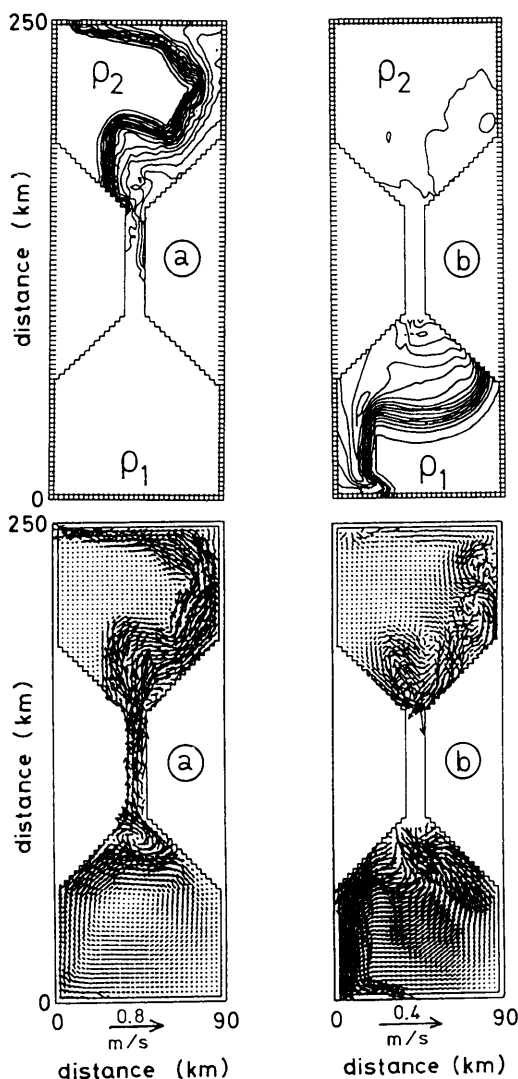 250
ρ2
ρ2
distance (km)
a
b
ρ1
ρ1
0
250
distance (km)
a
b
0
0 0.8 90
m/s
0 0.4 90
m/s
distance (km)
distance (km)